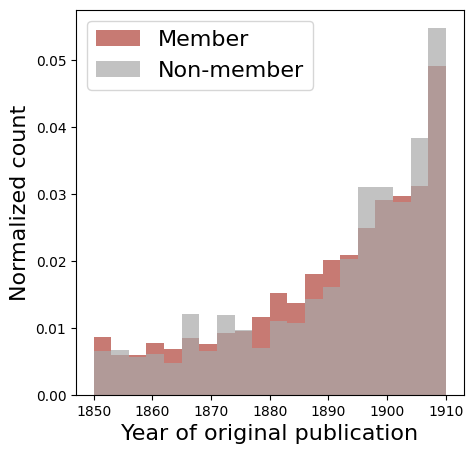 Member
Non-member
Normalized count
0.05
0.04
0.03
0.02
0.01
0.00
1850 1860 1870 1880 1890 1900 1910
Year of original publication